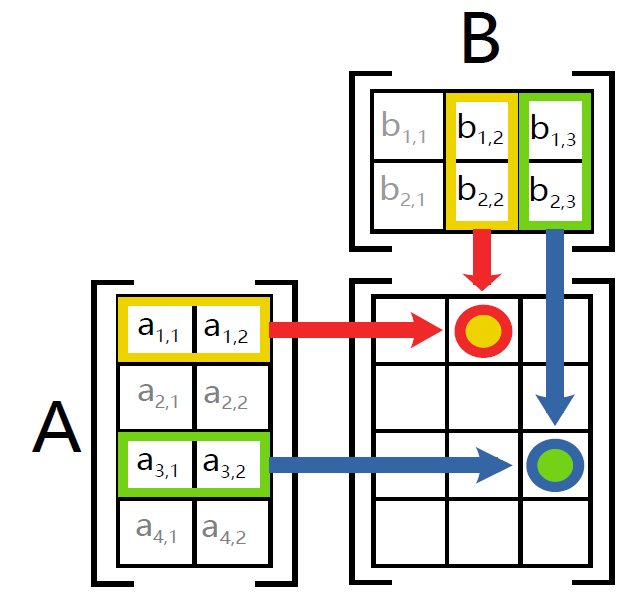 B
b1,1 b1,2 b1,3
b2,1 b2,2 b2,3
A
a1,1 a1,2
a2,1 a2,2
a3,1 a3,2
a4,1 a4,2